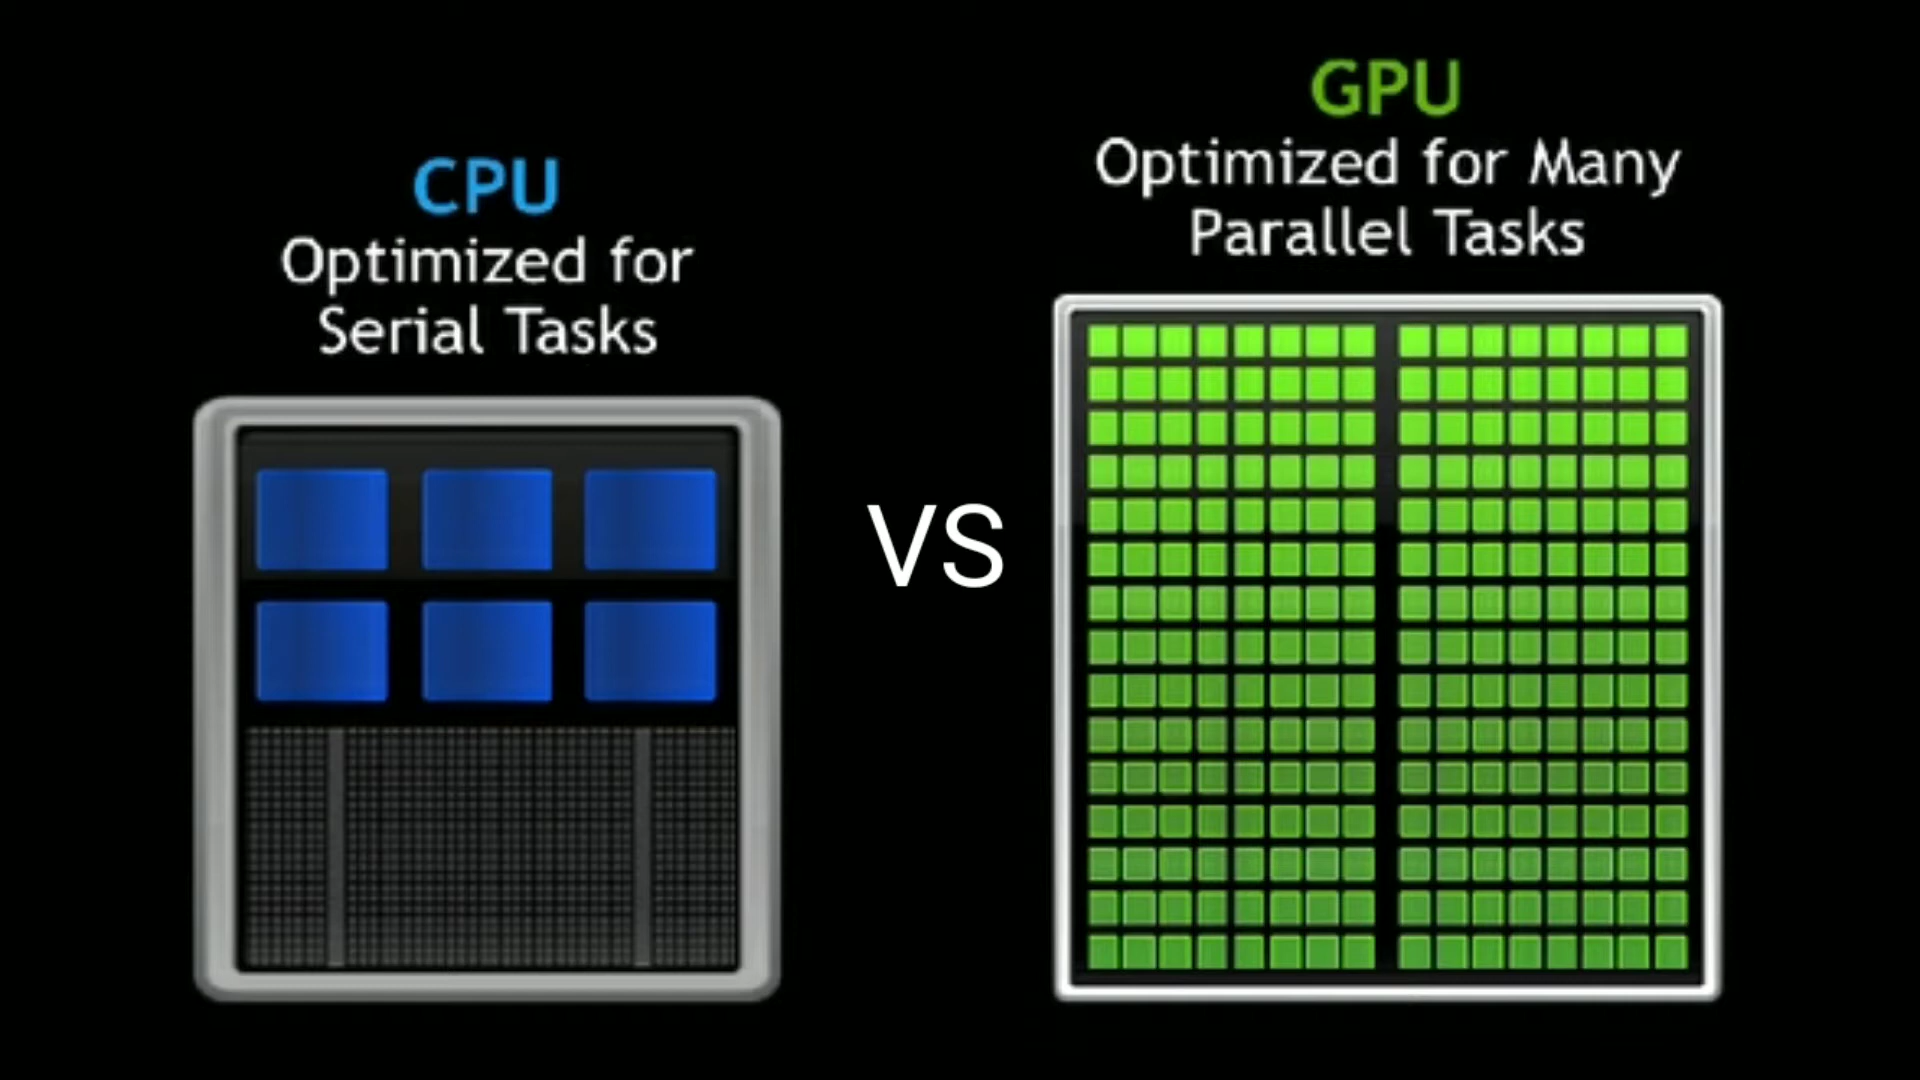 CPU
Optimized for
Serial Tasks
VS
GPU
Optimized for Many
Parallel Tasks